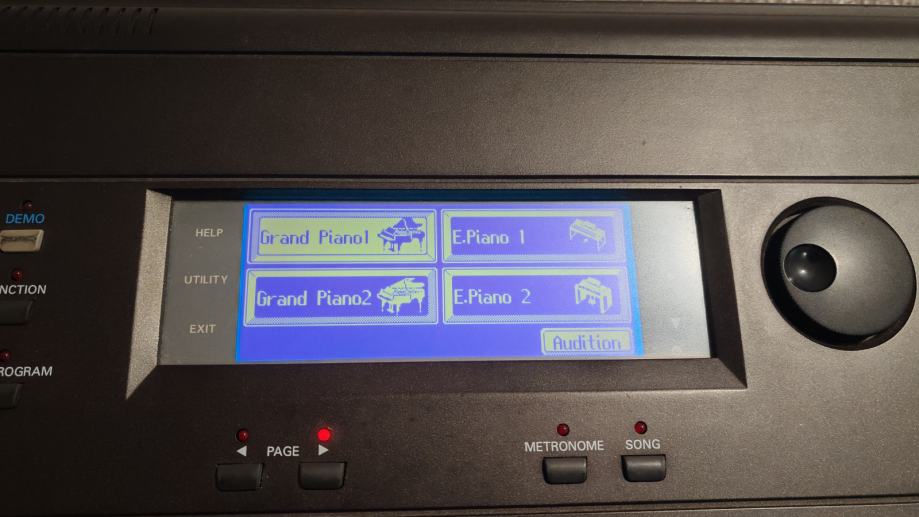 DEMO
HELP
Grand Piano1
E.Piano 1
UTILITY
NCTION
Grand Piano2
E.Piano 2
EXIT
Audition
ROGRAM
PAGE
METRONOME
SONG